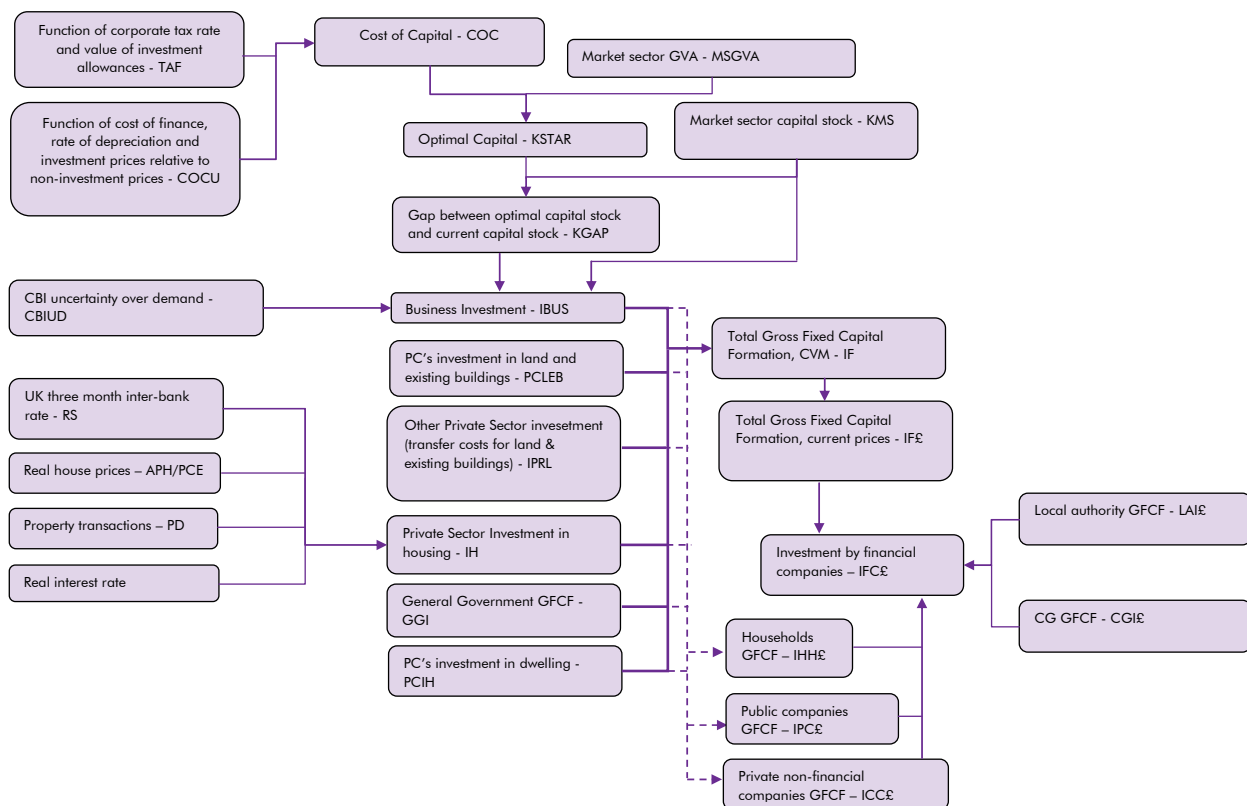 Function of corporate tax rate
and value of investment
allowances - TAF
Cost of Capital - COC
Market sector GVA - MSGVA
Function of cost of finance,
rate of depreciation and
investment prices relative to
non-investment prices - COCU
Optimal Capital - KSTAR
Market sector capital stock - KMS
Gap between optimal capital stock
and current capital stock - KGAP
CBI uncertainty over demand -
CBIUD
Business Investment - IBUS
Total Gross Fixed Capital
Formation, CVM - IF
PC's investment in land and
existing buildings - PCLEB
UK three month inter-bank
rate - RS
Other Private Sector invesetment
(transfer costs for land &
existing buildings) - IPRL
Total Gross Fixed Capital
Formation, current prices - IF£
Real house prices – APH/PCE
Property transactions – PD
Private Sector Investment in
housing - IH
Investment by financial
companies – IFC£
Local authority GFCF - LAI£
Real interest rate
General Government GFCF -
GGI
CG GFCF - CGI£
Households
GFCF – IHH£
PC's investment in dwelling -
PCIH
Public companies
GFCF - IPC£
Private non-financial
companies GFCF - ICC£